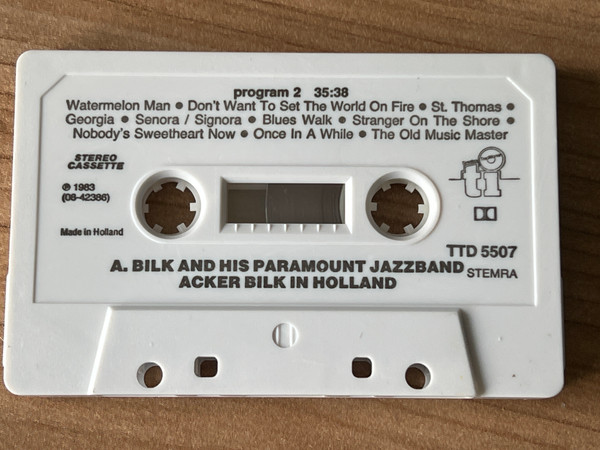 program 2 35:38
Watermelon Man • Don't Want To Set The World On Fire • St. Thomas •
Georgia • Senora / Signora • Blues Walk • Stranger On The Shore •
Nobody's Sweetheart Now • Once In A While • The Old Music Master
STEREO
CASSETTE
℗ 1983
(08-42386)
Made in Holland
TTD 5507
A. BILK AND HIS PARAMOUNT JAZZBAND STEMRA
ACKER BILK IN HOLLAND